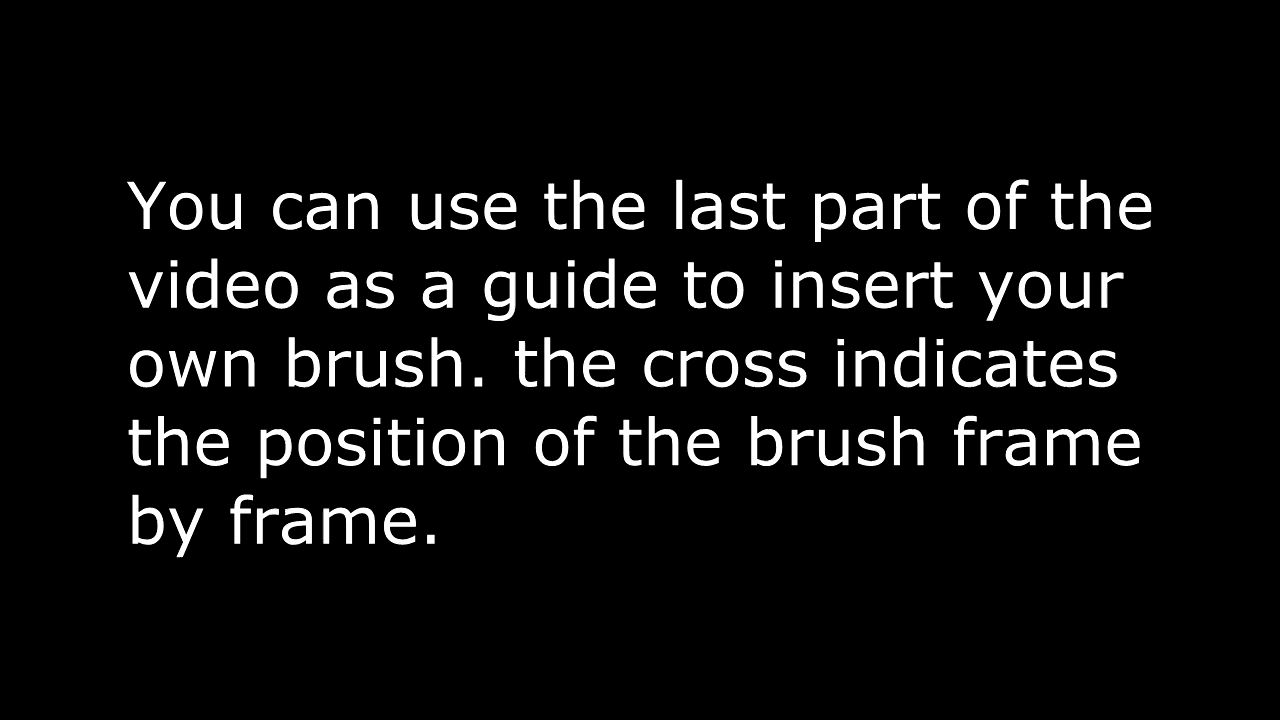 You can use the last part of the
video as a guide to insert your
own brush. the cross indicates
the position of the brush frame
by frame.